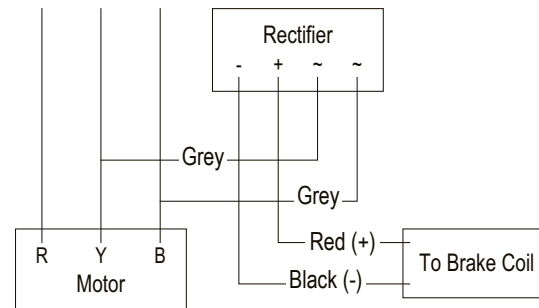 Rectifier
- + ~ ~
Grey
Grey
R Y B
Motor
Red (+)
Black (-)
To Brake Coil